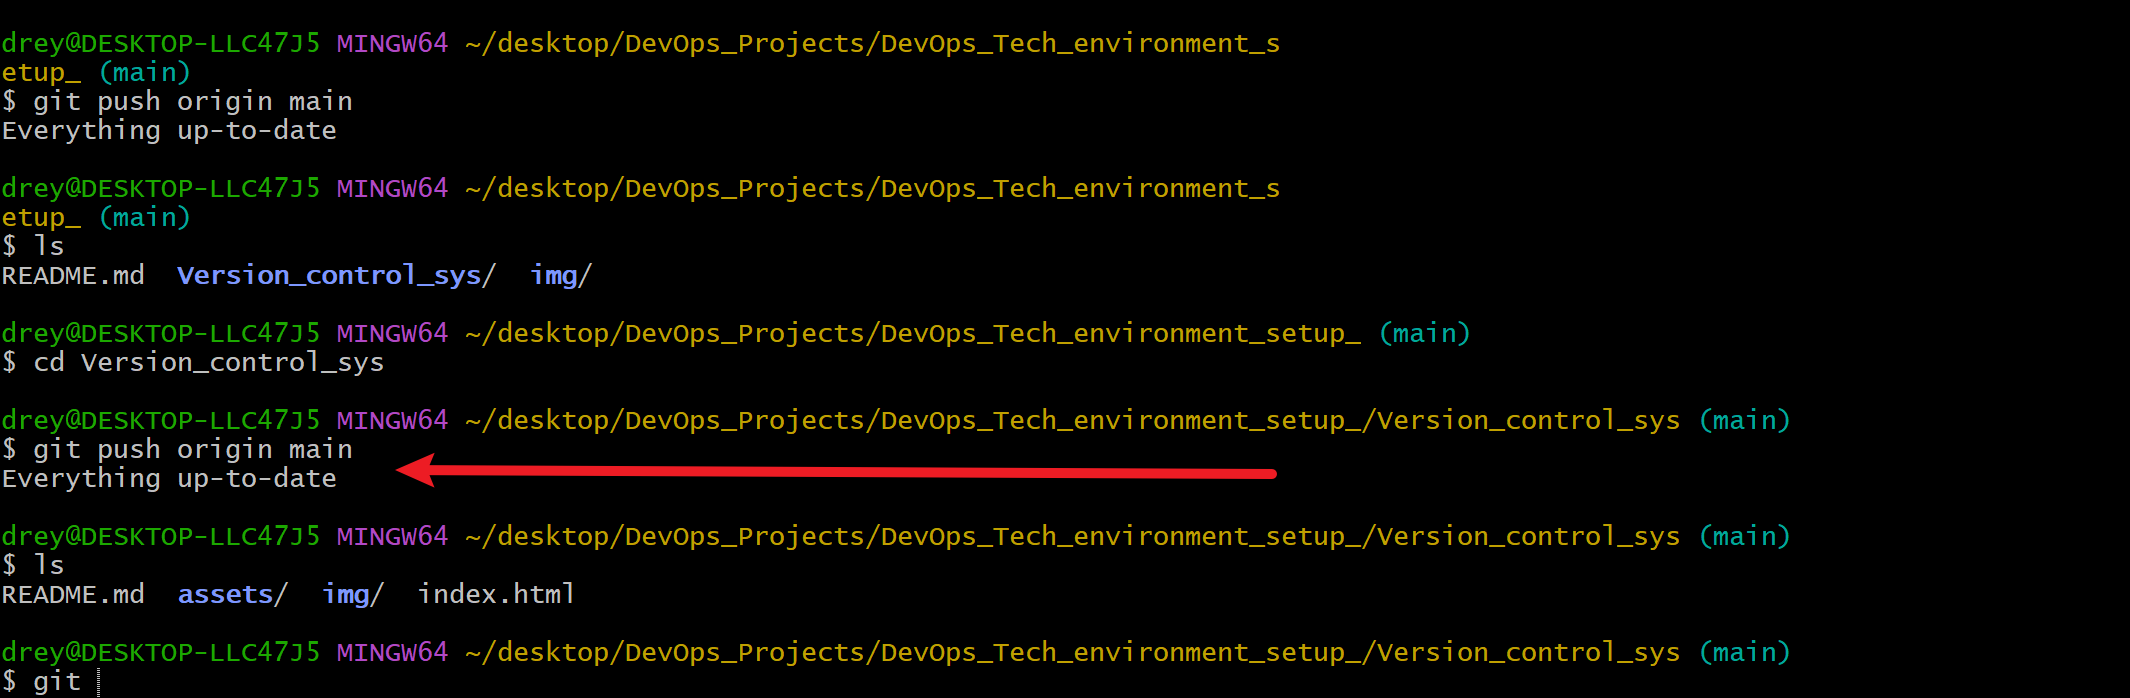 drey@DESKTOP-LLC47J5 MINGW64 ~/desktop/DevOps_Projects/DevOps_Tech_environment_s
etup_ (main)
$ git push origin main
Everything up-to-date
drey@DESKTOP-LLC47J5 MINGW64 ~/desktop/DevOps_Projects/DevOps_Tech_environment_s
etup_ (main)
$ ls
README.md  Version_control_sys/  img/
drey@DESKTOP-LLC47J5 MINGW64 ~/desktop/DevOps_Projects/DevOps_Tech_environment_setup_ (main)
$ cd Version_control_sys
drey@DESKTOP-LLC47J5 MINGW64 ~/desktop/DevOps_Projects/DevOps_Tech_environment_setup_/Version_control_sys (main)
$ git push origin main
Everything up-to-date
drey@DESKTOP-LLC47J5 MINGW64 ~/desktop/DevOps_Projects/DevOps_Tech_environment_setup_/Version_control_sys (main)
$ ls
README.md  assets/  img/  index.html
drey@DESKTOP-LLC47J5 MINGW64 ~/desktop/DevOps_Projects/DevOps_Tech_environment_setup_/Version_control_sys (main)
$ git